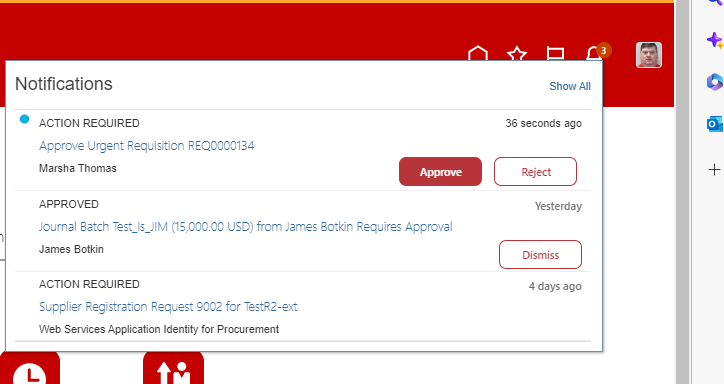 3
Notifications
Show All
ACTION REQUIRED
36 seconds ago
Approve Urgent Requisition REQ0000134
Marsha Thomas
Approve
Reject
APPROVED
Yesterday
Journal Batch Test_Is_JIM (15,000.00 USD) from James Botkin Requires Approval
James Botkin
Dismiss
ACTION REQUIRED
4 days ago
Supplier Registration Request 9002 for TestR2-ext
Web Services Application Identity for Procurement